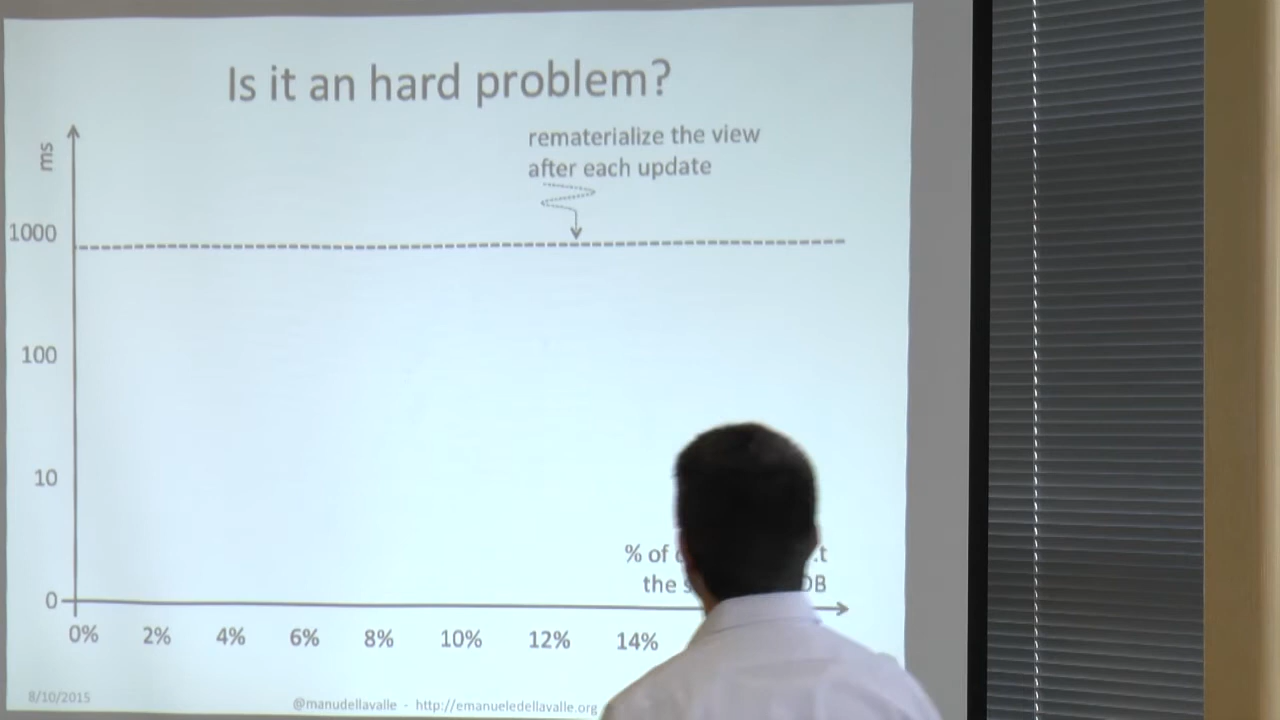 Is it an hard problem?
rematerialize the view
after each update
ms
1000
100
10
0
% of
the
0% 2% 4% 6% 8% 10% 12% 14%
8/10/2015
@manudellavalle - http://emanueledellavalle.org